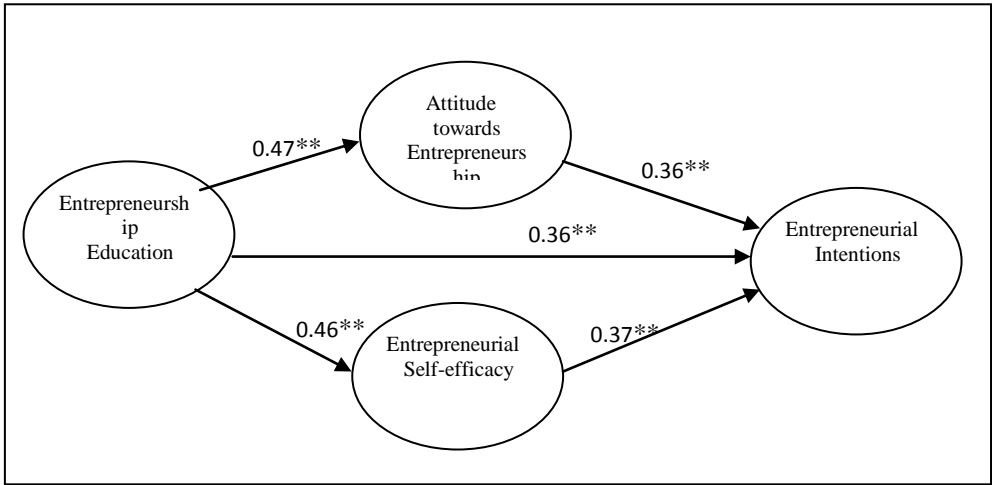 Attitude
towards
Entrepreneurs
hip
0.47**
0.36**
Entrepreneursh
ip
Education
0.36**
Entrepreneurial
Intentions
0.46**
0.37**
Entrepreneurial
Self-efficacy